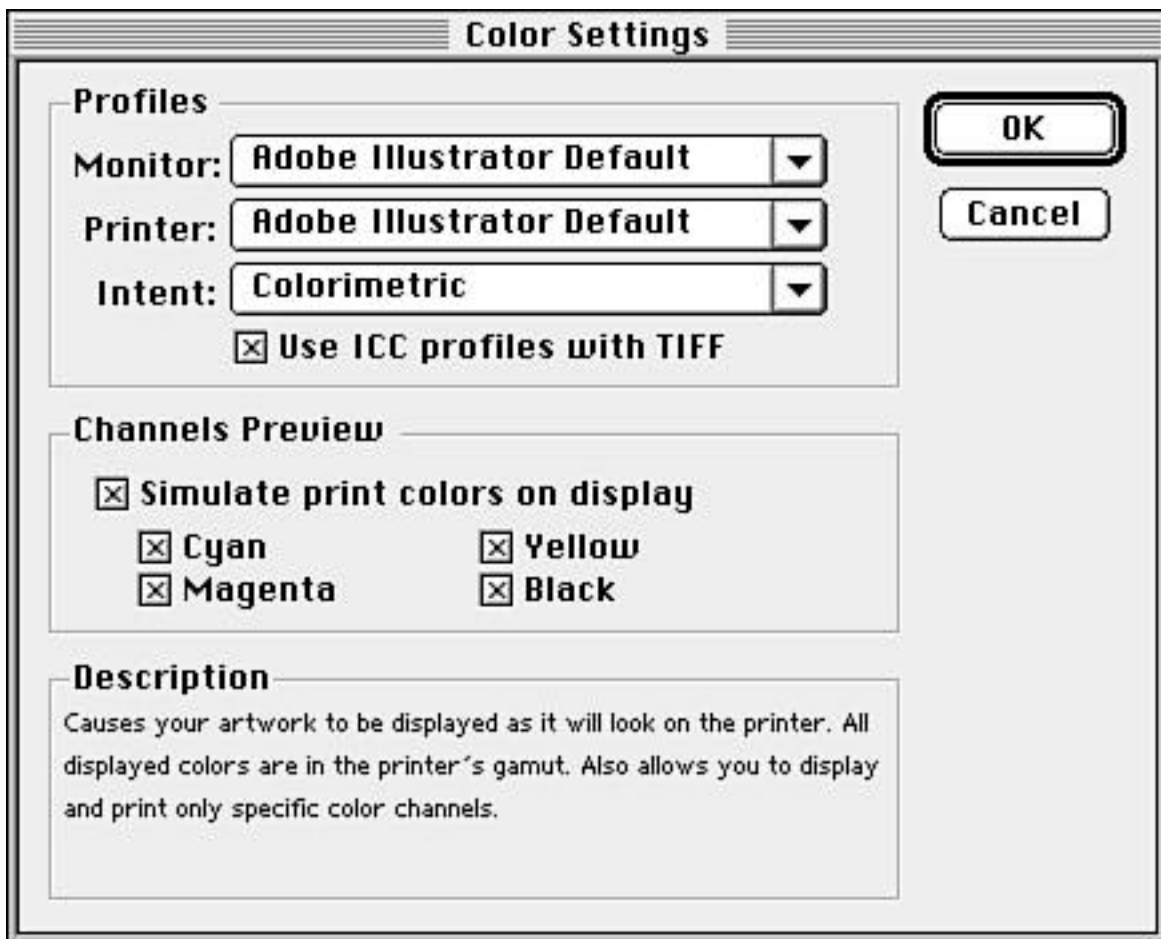 Color Settings
Profiles
Monitor: Adobe Illustrator Default
Printer: Adobe Illustrator Default
Intent: Colorimetric
Use ICC profiles with TIFF
OK
Cancel
Channels Preview
Simulate print colors on display
Cyan
Yellow
Magenta
Black
Description
Causes your artwork to be displayed as it will look on the printer. All
displayed colors are in the printer´s gamut. Also allows you to display
and print only specific color channels.